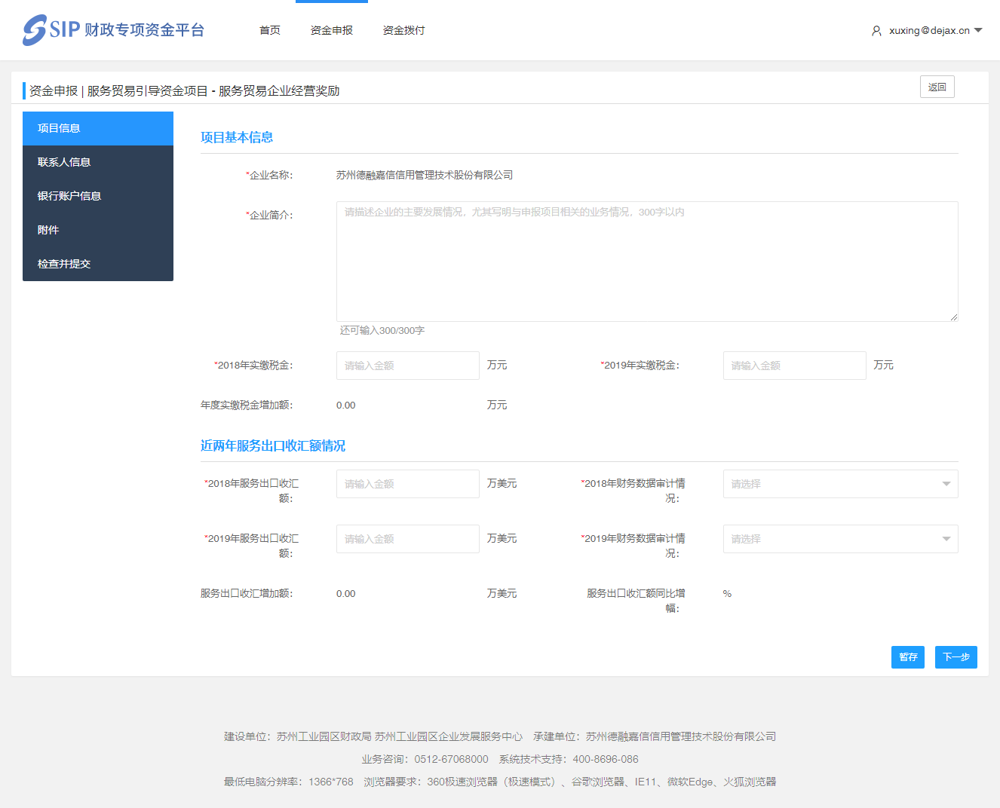 SIP 财政专项资金平台
首页 资金申报 资金拨付
xuxing@dejax.cn
资金申报 | 服务贸易引导资金项目 - 服务贸易企业经营奖励
返回
项目信息
联系人信息
银行账户信息
附件
检查并提交
项目基本信息
*企业名称： 苏州德融嘉信信用管理技术股份有限公司
*企业简介： 请描述企业的主要发展情况，尤其写明与申报项目相关的业务情况，300字以内
还可输入300/300字
*2018年实缴税金： 请输入金额 万元 *2019年实缴税金： 请输入金额 万元
年度实缴税金增加额： 0.00 万元
近两年服务出口收汇额情况
*2018年服务出口收汇额： 请输入金额 万美元 *2018年财务数据审计情况： 请选择
*2019年服务出口收汇额： 请输入金额 万美元 *2019年财务数据审计情况： 请选择
服务出口收汇增加额： 0.00 万美元 服务出口收汇额同比增幅： %
暂存 下一步
建设单位：苏州工业园区财政局 苏州工业园区企业发展服务中心 承建单位：苏州德融嘉信信用管理技术股份有限公司
业务咨询：0512-67068000 系统技术支持：400-8696-086
最低电脑分辨率：1366*768 浏览器要求：360极速浏览器（极速模式）、谷歌浏览器、IE11、微软Edge、火狐浏览器